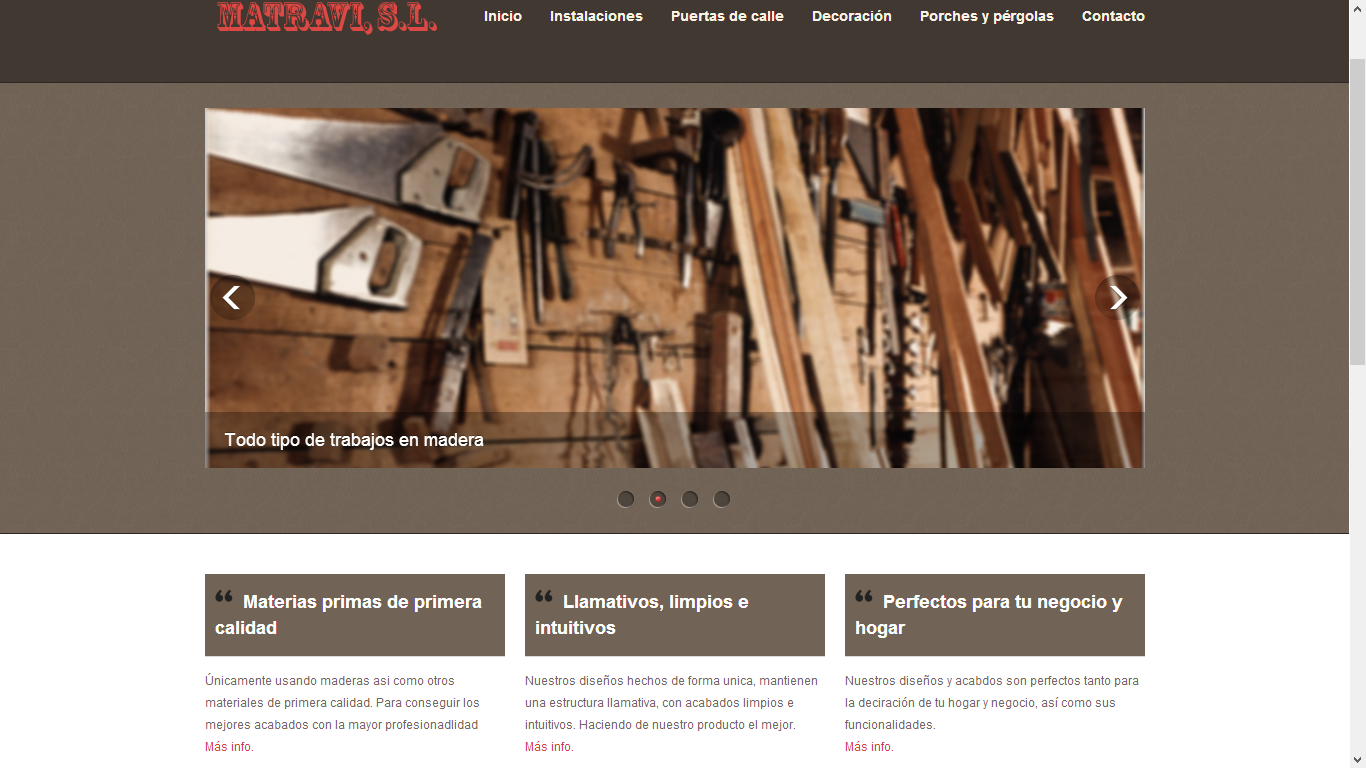 MATRAVI, S.L.
Inicio Instalaciones Puertas de calle Decoración Porches y pérgolas Contacto
Todo tipo de trabajos en madera
“ Materias primas de primera
calidad
Únicamente usando maderas asi como otros
materiales de primera calidad. Para conseguir los
mejores acabados con la mayor profesionadlidad
Más info.
“ Llamativos, limpios e
intuitivos
Nuestros diseños hechos de forma unica, mantienen
una estructura llamativa, con acabados limpios e
intuitivos. Haciendo de nuestro producto el mejor.
Más info.
“ Perfectos para tu negocio y
hogar
Nuestros diseños y acabdos son perfectos tanto para
la deciración de tu hogar y negocio, así como sus
funcionalidades.
Más info.